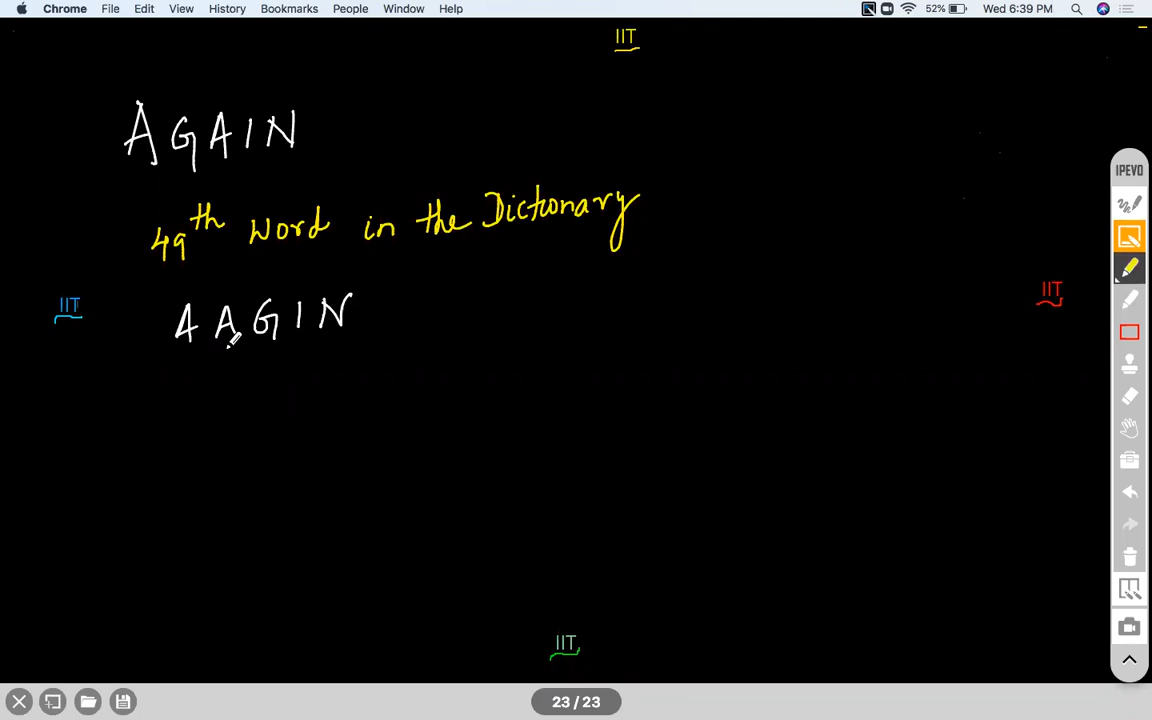 Chrome File Edit View History Bookmarks People Window Help 52% Wed 6:39 PM
IIT
AGAIN
IPEVO
49th word in the Dictionary
IIT
IIT
AAGIN
IIT
23 / 23